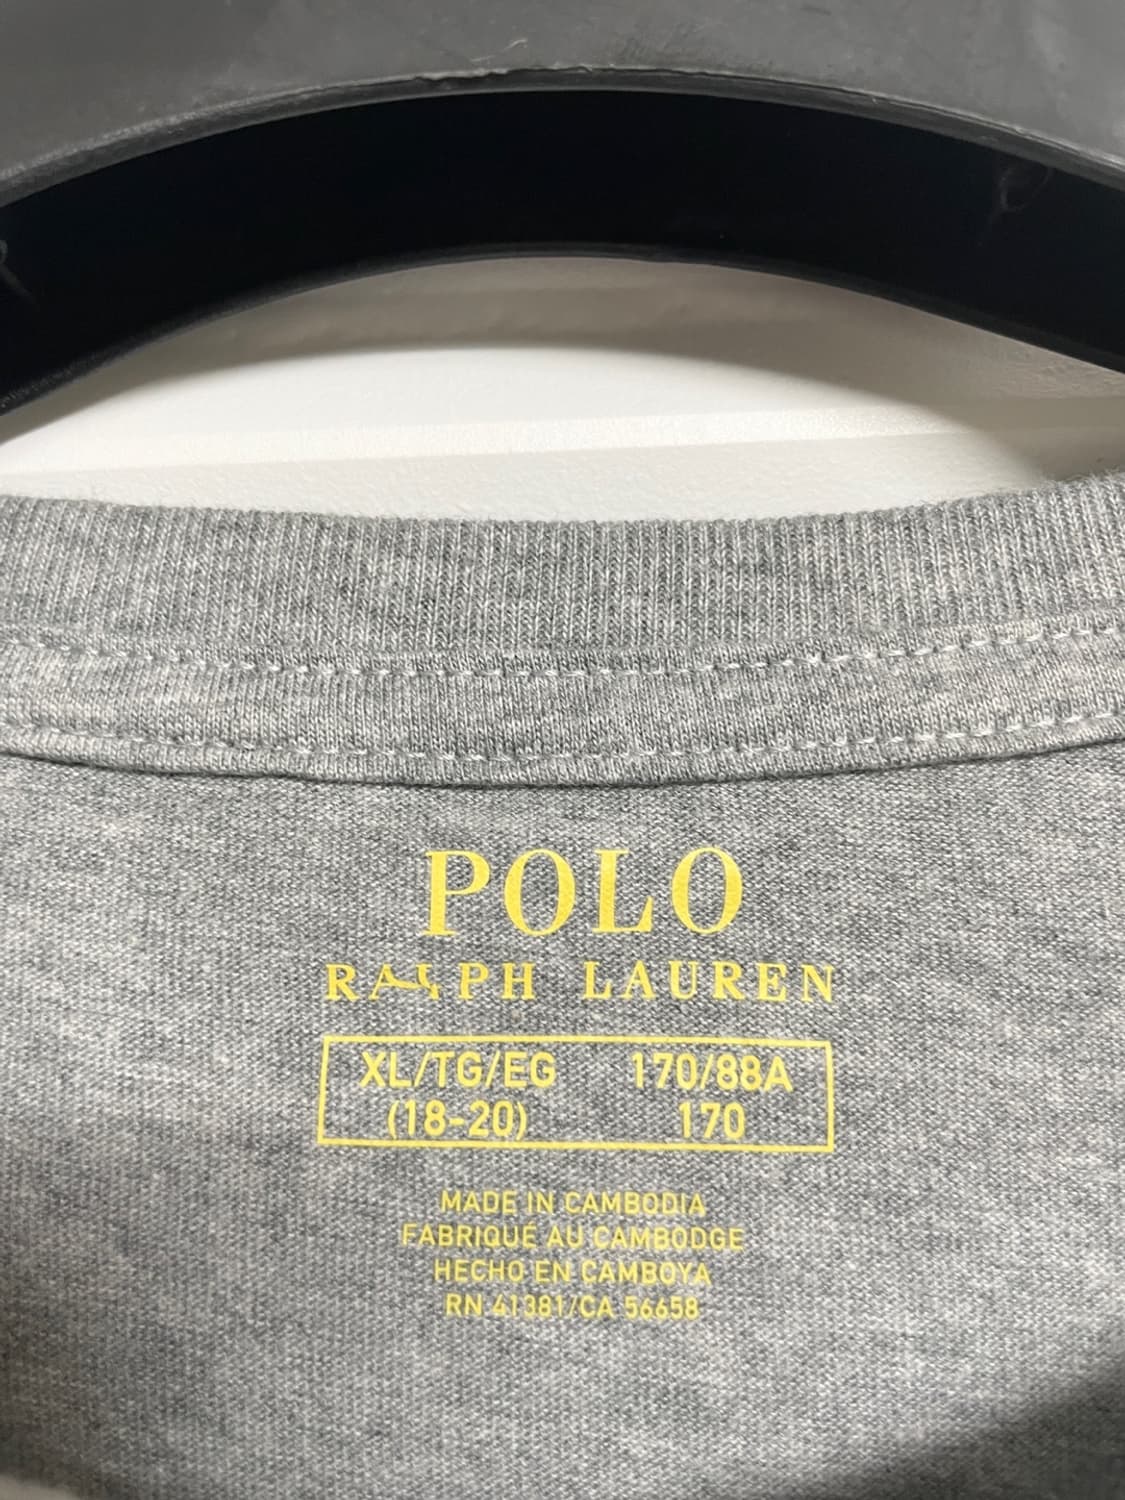 POLO
RALPH LAUREN
XL/TG/EG 170/88A
(18-20) 170
MADE IN CAMBODIA
FABRIQUÉ AU CAMBODGE
HECHO EN CAMBOYA
RN 41381/CA 56658